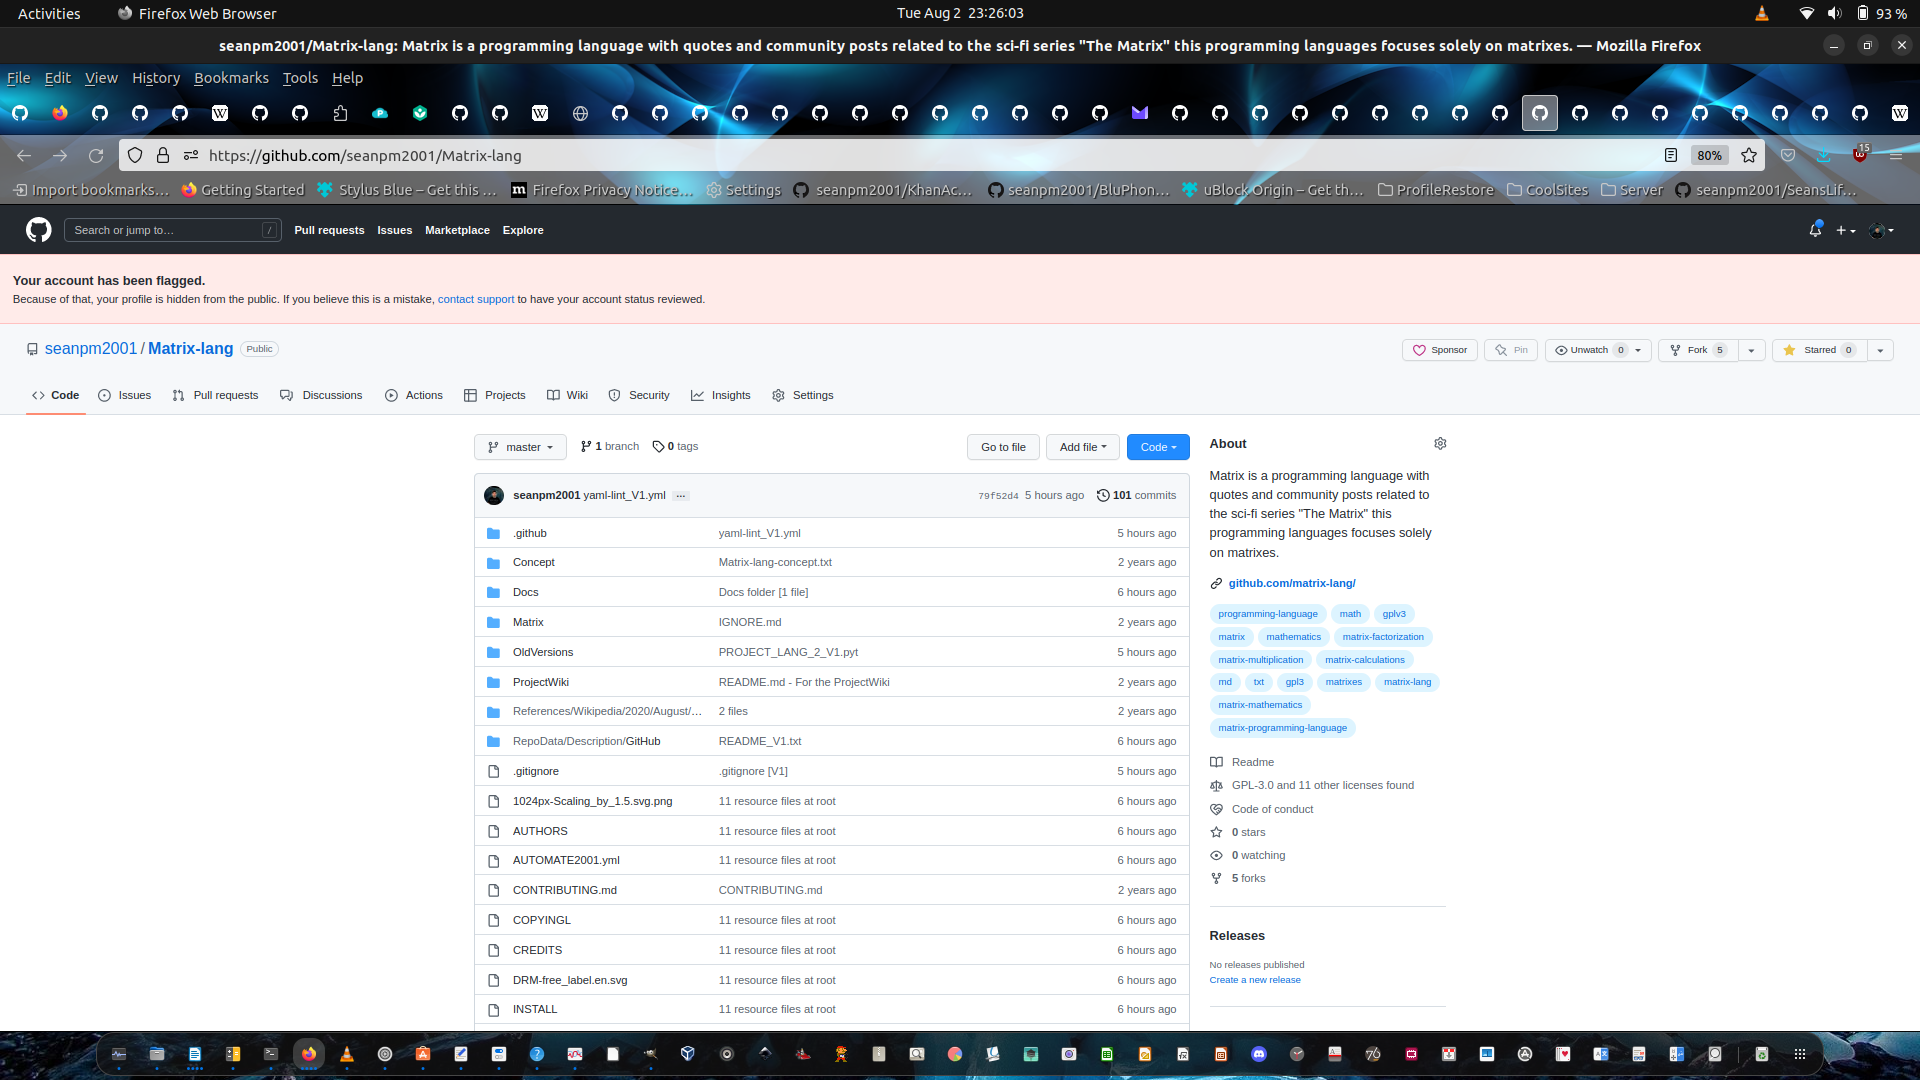 Activities
Firefox Web Browser
Tue Aug 2 23:26:03
93 %
seanpm2001/Matrix-lang: Matrix is a programming language with quotes and community posts related to the sci-fi series "The Matrix" this programming languages focuses solely on matrixes. — Mozilla Firefox
File Edit View History Bookmarks Tools Help
https://github.com/seanpm2001/Matrix-lang
80%
15
Import bookmarks…
Getting Started
Stylus Blue – Get this …
Firefox Privacy Notice…
Settings
seanpm2001/KhanAc…
seanpm2001/BluPhon…
uBlock Origin – Get th…
ProfileRestore
CoolSites
Server
seanpm2001/SeansLif…
Search or jump to…
/
Pull requests
Issues
Marketplace
Explore
Your account has been flagged.
Because of that, your profile is hidden from the public. If you believe this is a mistake, contact support to have your account status reviewed.
seanpm2001 / Matrix-lang
Public
Sponsor
Pin
Unwatch 0
Fork 5
Starred 0
Code
Issues
Pull requests
Discussions
Actions
Projects
Wiki
Security
Insights
Settings
master
1 branch
0 tags
Go to file
Add file
Code
seanpm2001 yaml-lint_V1.yml ...
79f52d4 5 hours ago
101 commits
.github yaml-lint_V1.yml 5 hours ago
Concept Matrix-lang-concept.txt 2 years ago
Docs Docs folder [1 file] 6 hours ago
Matrix IGNORE.md 2 years ago
OldVersions PROJECT_LANG_2_V1.pyt 5 hours ago
ProjectWiki README.md - For the ProjectWiki 2 years ago
References/Wikipedia/2020/August/… 2 files 2 years ago
RepoData/Description/GitHub README_V1.txt 6 hours ago
.gitignore .gitignore [V1] 5 hours ago
1024px-Scaling_by_1.5.svg.png 11 resource files at root 6 hours ago
AUTHORS 11 resource files at root 6 hours ago
AUTOMATE2001.yml 11 resource files at root 6 hours ago
CONTRIBUTING.md CONTRIBUTING.md 2 years ago
COPYINGL 11 resource files at root 6 hours ago
CREDITS 11 resource files at root 6 hours ago
DRM-free_label.en.svg 11 resource files at root 6 hours ago
INSTALL 11 resource files at root 6 hours ago
About
Matrix is a programming language with
quotes and community posts related to
the sci-fi series "The Matrix" this
programming languages focuses solely
on matrixes.
github.com/matrix-lang/
programming-language math gplv3
matrix mathematics matrix-factorization
matrix-multiplication matrix-calculations
md txt gpl3 matrixes matrix-lang
matrix-mathematics
matrix-programming-language
Readme
GPL-3.0 and 11 other licenses found
Code of conduct
0 stars
0 watching
5 forks
Releases
No releases published
Create a new release